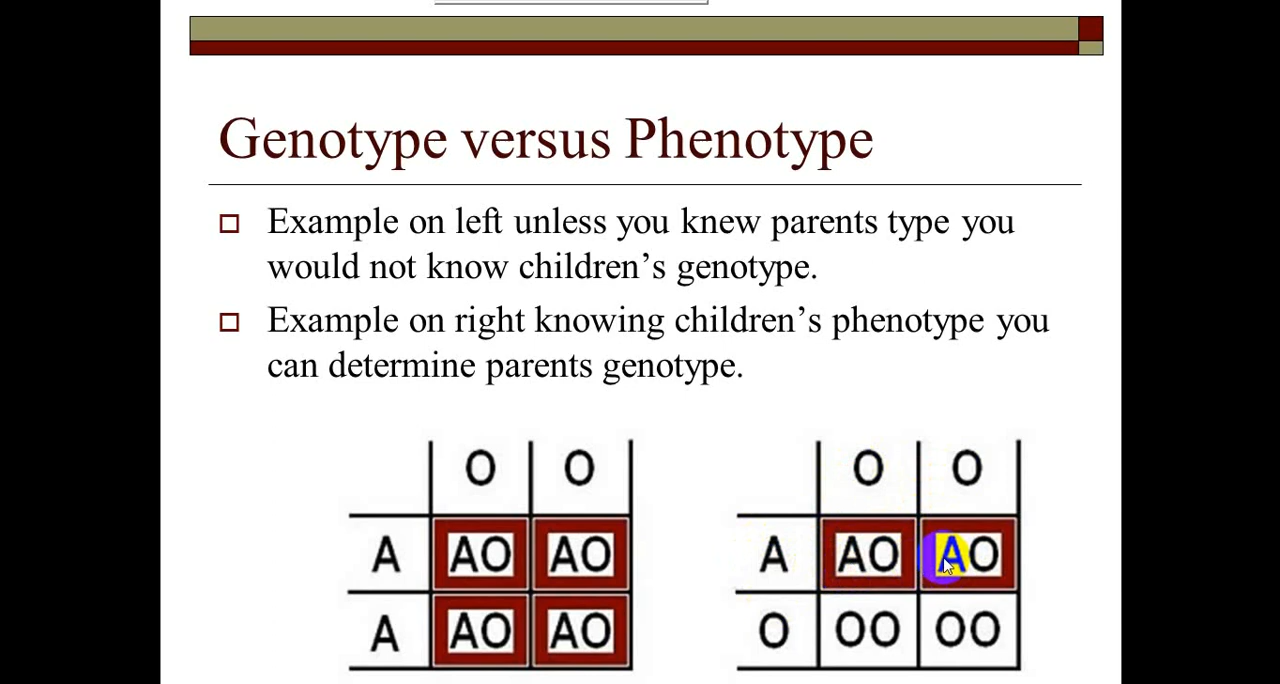 Genotype versus Phenotype
Example on left unless you knew parents type you
would not know children’s genotype.
Example on right knowing children’s phenotype you
can determine parents genotype.
O O
A AO AO
A AO AO
O O
A AO AO
O OO OO